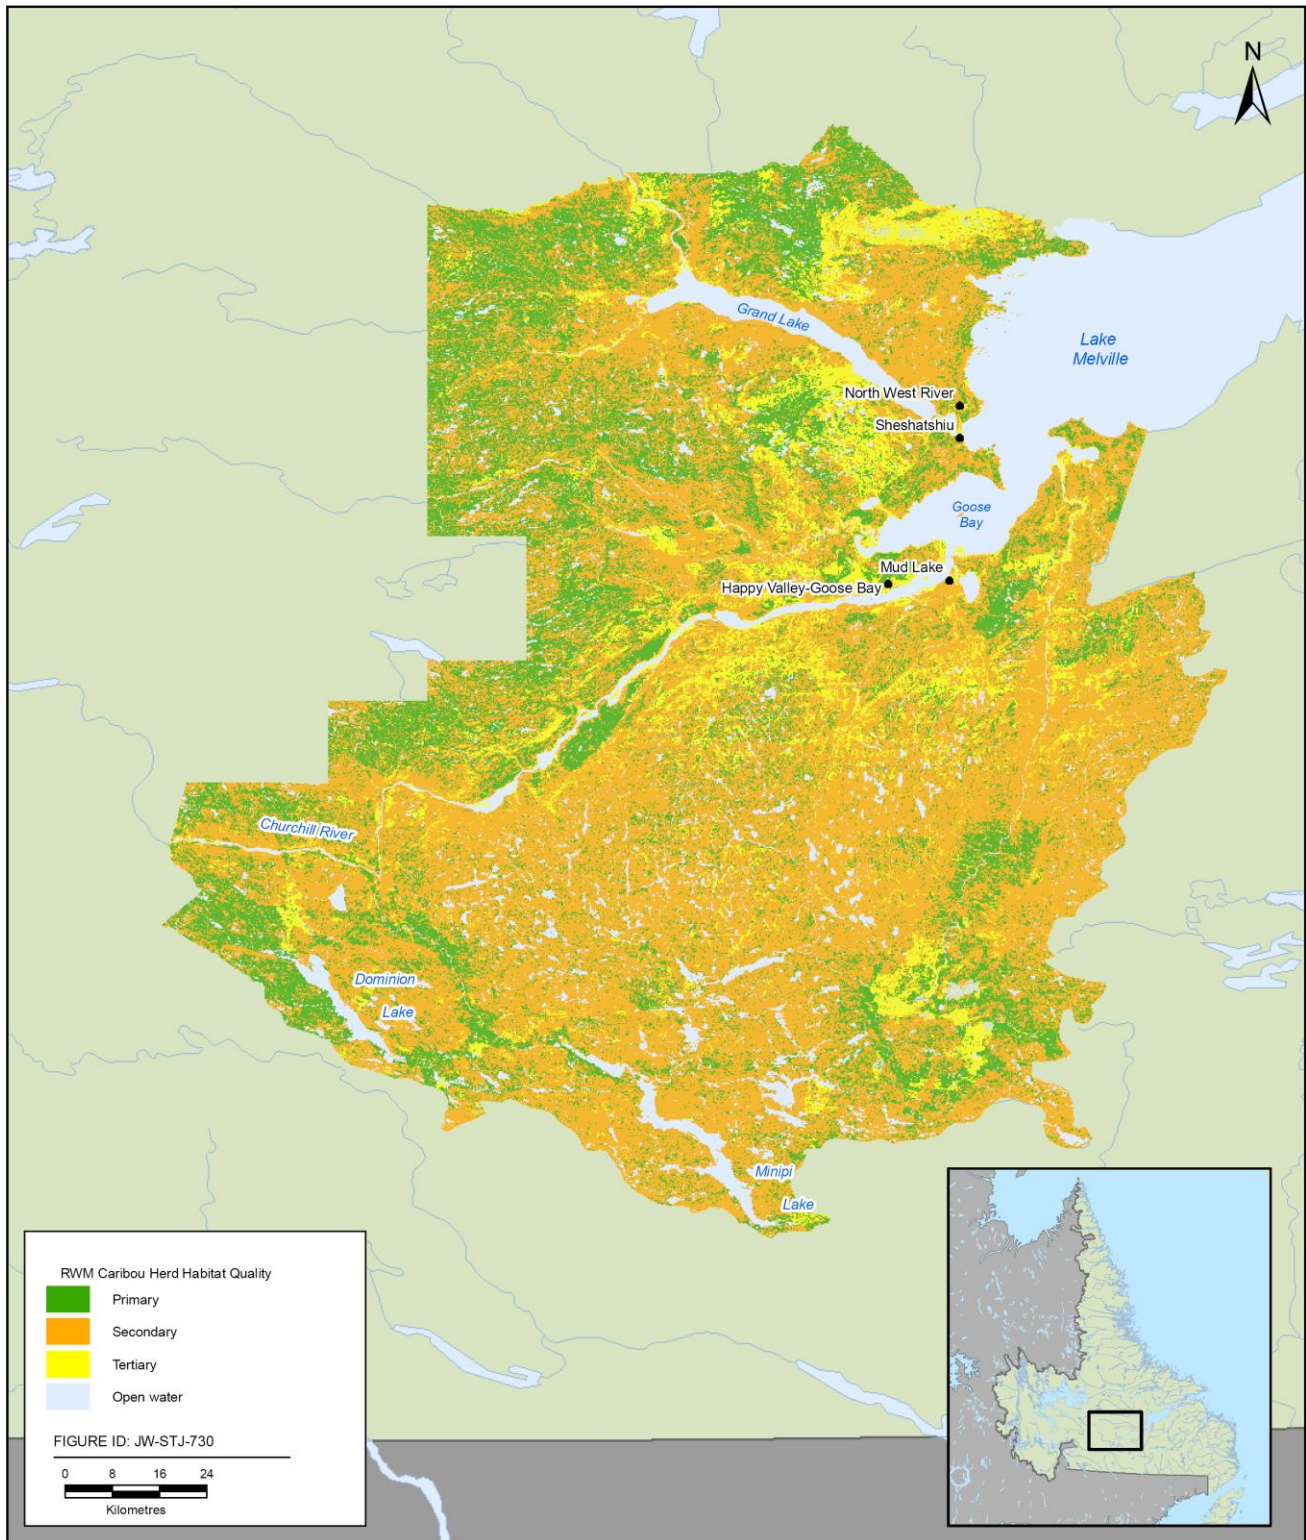 N
Grand Lake
Lake
Melville
North West River
Sheshatshiu
Goose
Bay
Mud Lake
Happy Valley-Goose Bay
Churchill River
Dominion
Lake
Minipi
Lake
RWM Caribou Herd Habitat Quality
Primary
Secondary
Tertiary
Open water
FIGURE ID: JW-STJ-730
0 8 16 24
Kilometres